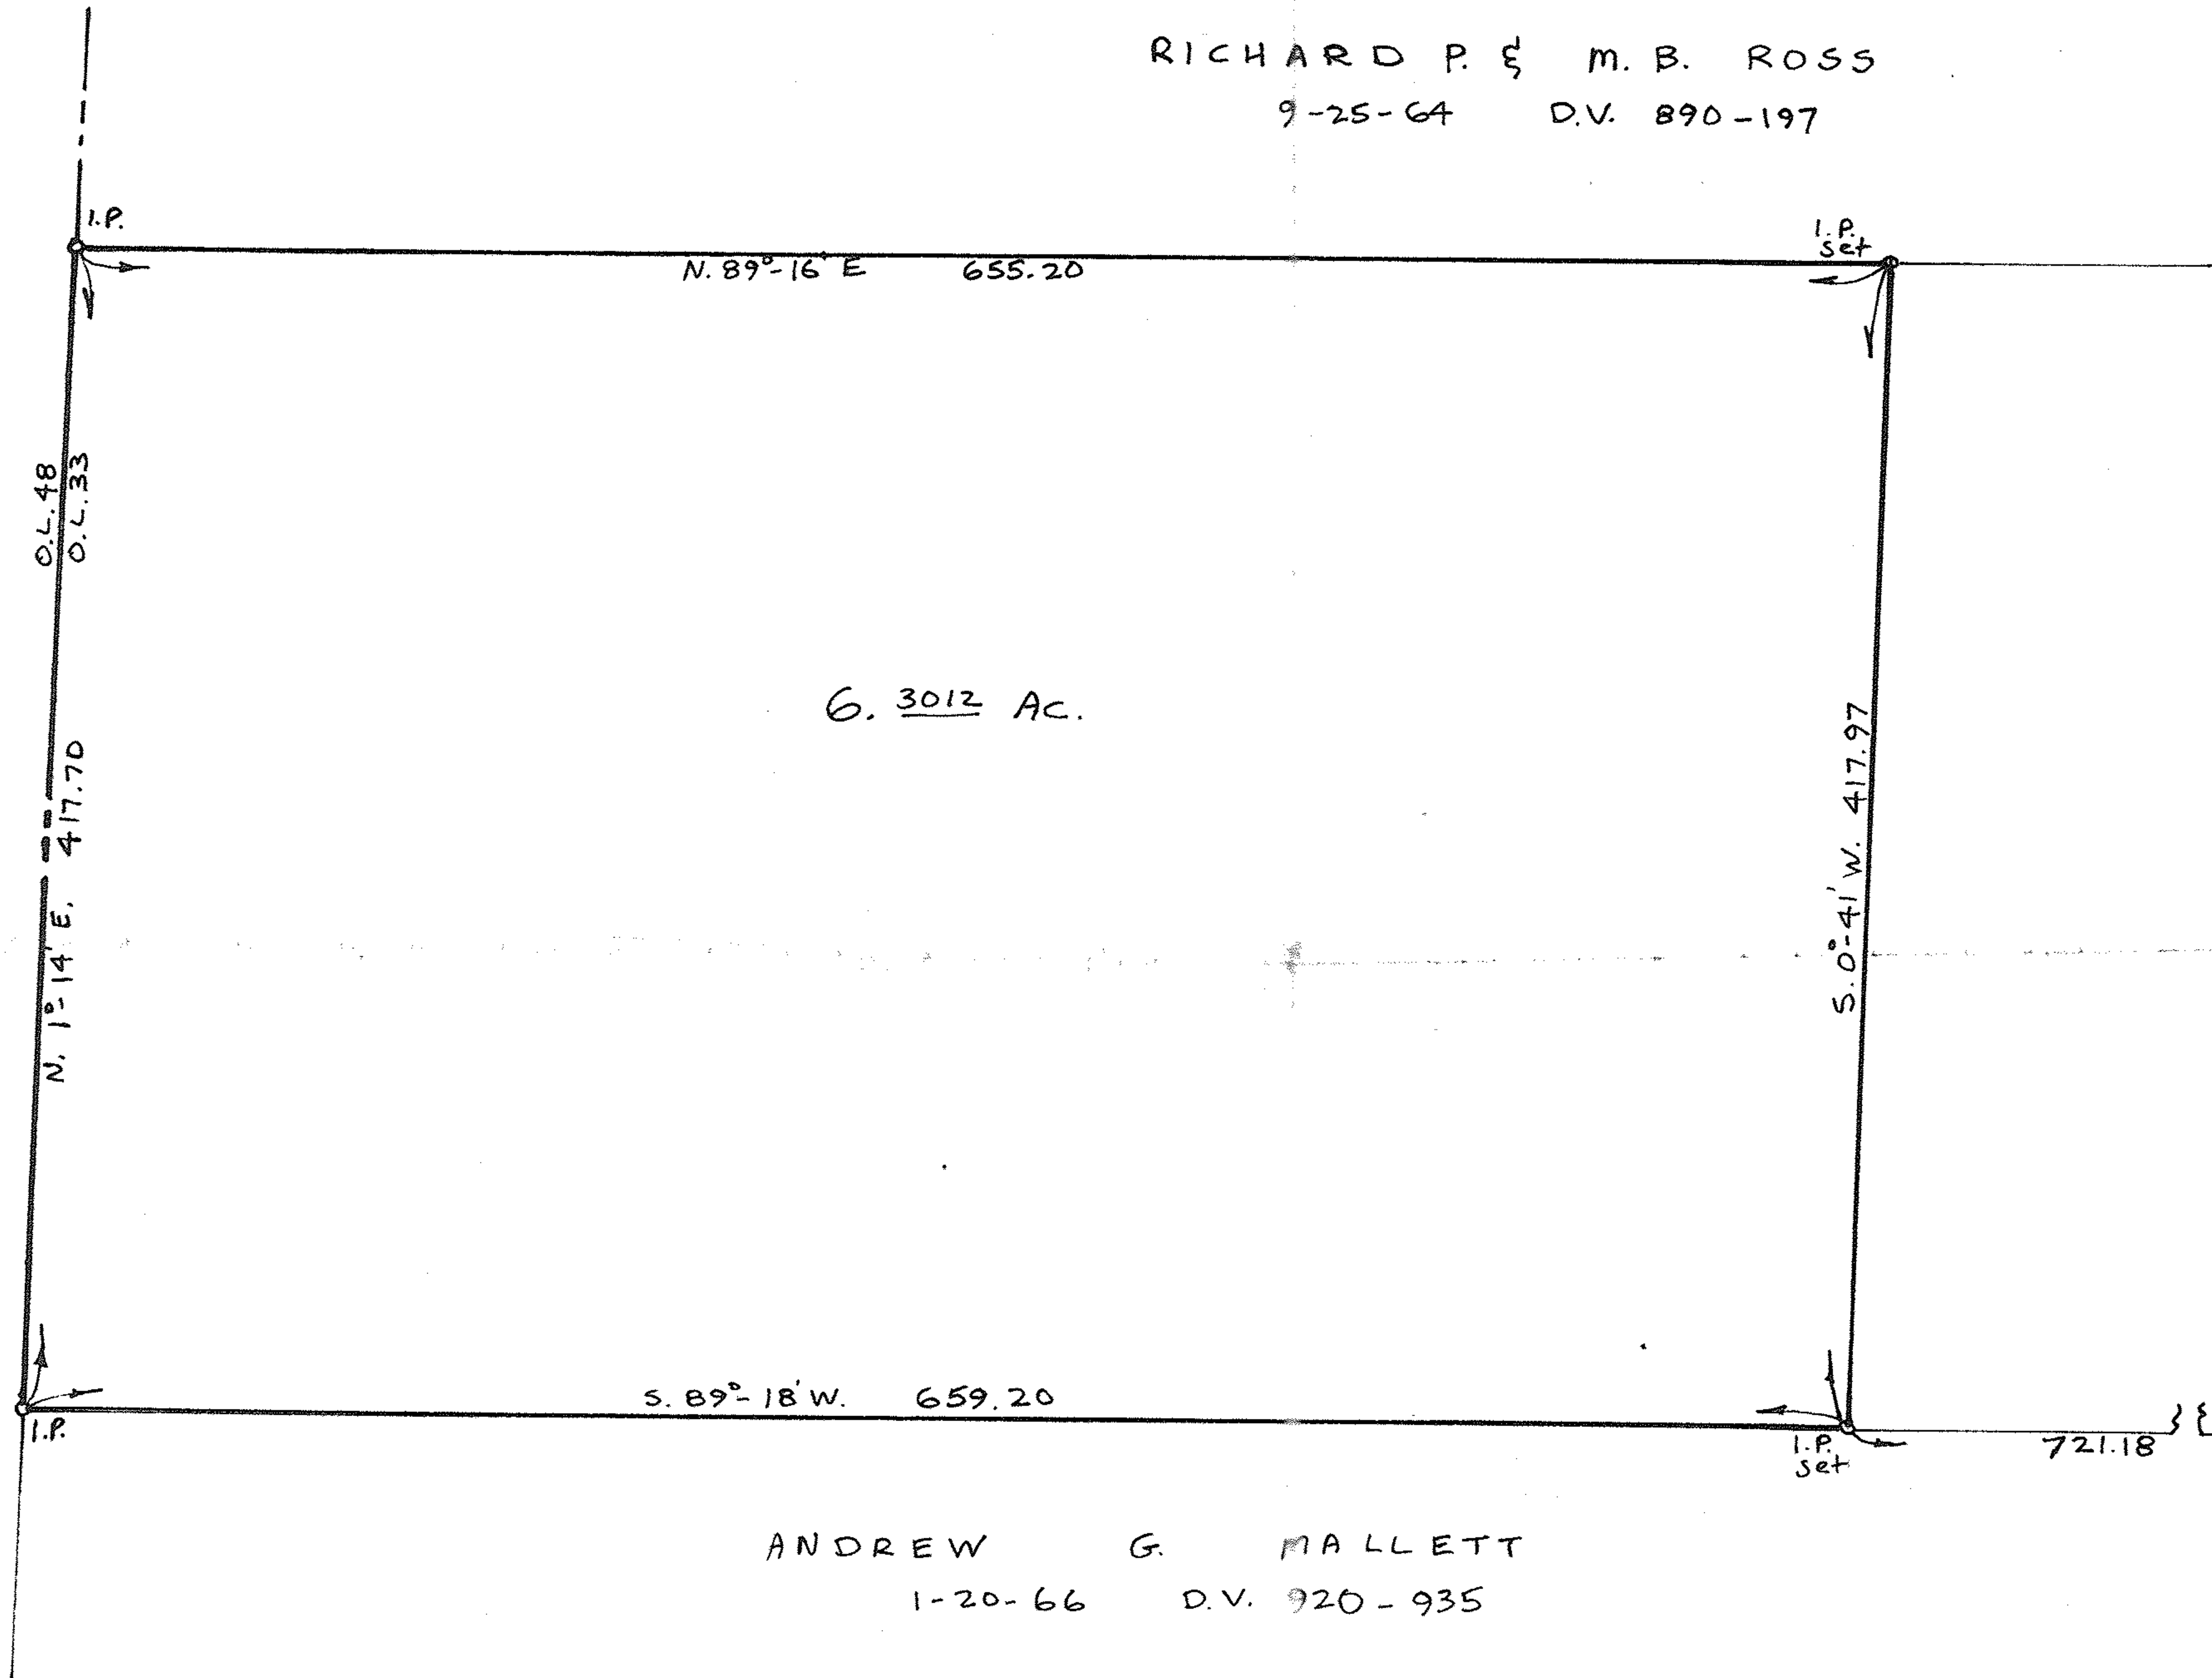 RICHARD P. & M. B. ROSS
9-25-64 D.V. 890-197
I.P.
I.P.
set
N. 89°-16' E 655.20
O.L. 48
O.L. 33
6. 3012 AC.
N. 1°-14' E. 417.70
S. 0°-41' W. 417.97
S. 89°-18' W. 659.20
I.P.
I.P.
set
721.18
ANDREW G. MALLETT
1-20-66 D.V. 920-935